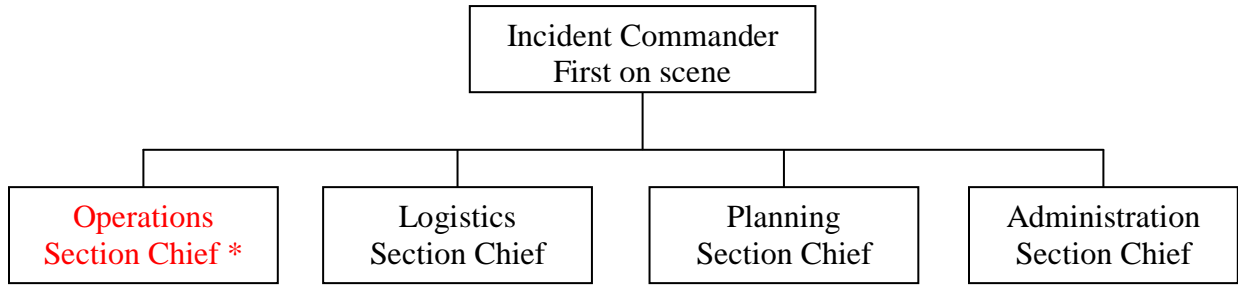 Incident Commander
First on scene
Operations
Section Chief *
Logistics
Section Chief
Planning
Section Chief
Administration
Section Chief